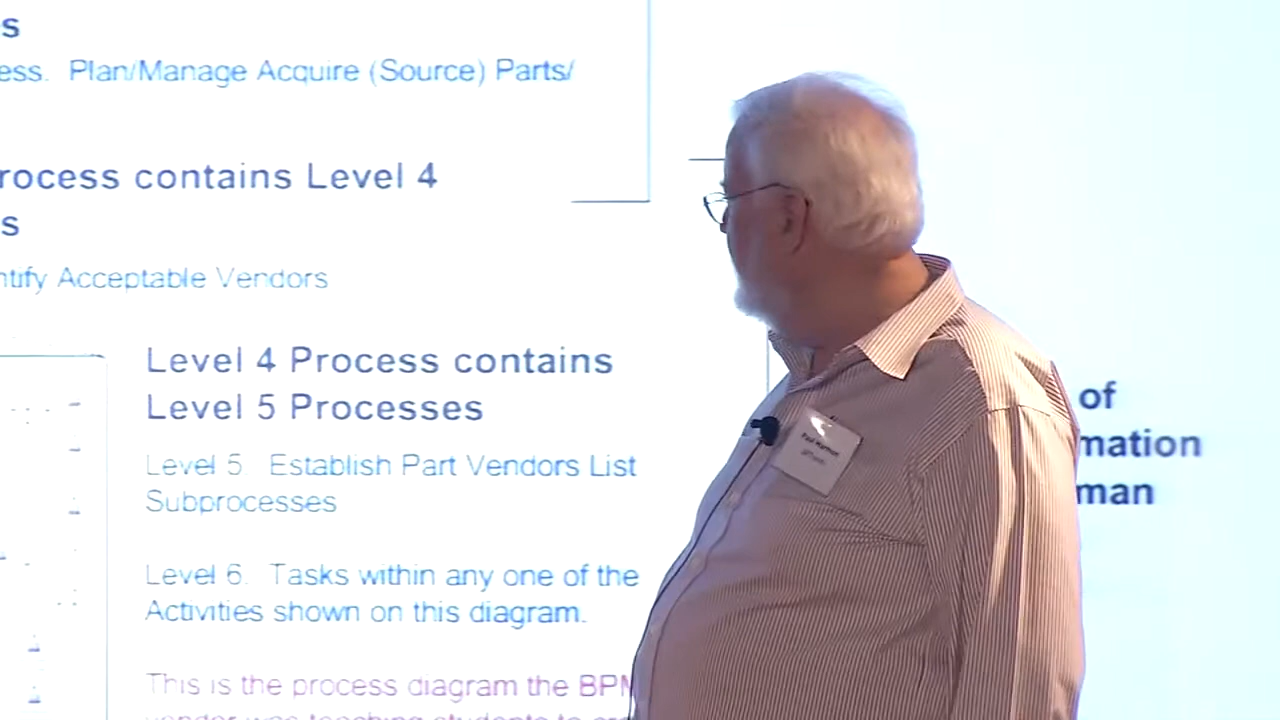 s
ess. Plan/Manage Acquire (Source) Parts/
rocess contains Level 4
s
ntify Acceptable Vendors
Level 4 Process contains
Level 5 Processes
Level 5. Establish Part Vendors List
Subprocesses
Level 6. Tasks within any one of the
Activities shown on this diagram.
This is the process diagram the BPM
of
mation
man
Paul Harmon